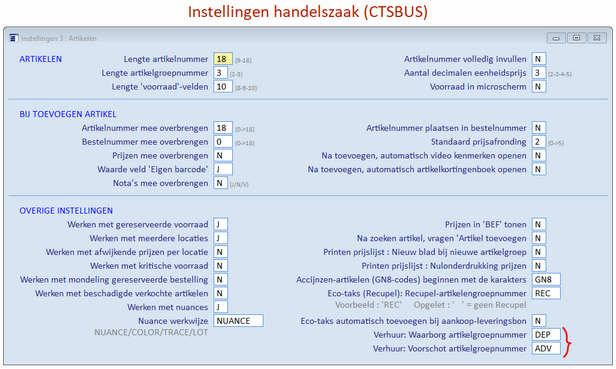 Instellingen handelszaak (CTSBUS)
Instellingen 3 : Artikelen
ARTIKELEN
Lengte artikelnummer 18 (9-18)
Lengte artikelgroepnummer 3 (2-3)
Lengte 'voorraad'-velden 10 (8-9-10)
Artikelnummer volledig invullen N
Aantal decimalen eenheidsprijs 3 (2-3-4-5)
Voorraad in microscherm N
BIJ TOEVOEGEN ARTIKEL
Artikelnummer mee overbrengen 18 (0->18)
Bestelnummer mee overbrengen 0 (0->18)
Prijzen mee overbrengen N
Waarde veld 'Eigen barcode' J
Nota's mee overbrengen N (J/N/V)
Artikelnummer plaatsen in bestelnummer N
Standaard prijsafronding 2 (0->5)
Na toevoegen, automatisch video kenmerken openen N
Na toevoegen, automatisch artikelkortingenboek openen N
OVERIGE INSTELLINGEN
Werken met gereserveerde voorraad J
Werken met meerdere locaties J
Werken met afwijkende prijzen per locatie N
Werken met kritische voorraad N
Werken met mondeling gereserveerde bestelling N
Werken met beschadigde verkochte artikelen N
Werken met nuances J
Nuance werkwijze NUANCE
NUANCE/COLOR/TRACE/LOT
Prijzen in 'BEF' tonen N
Na zoeken artikel, vragen 'Artikel toevoegen N
Printen prijslijst : Nieuw blad bij nieuwe artikelgroep N
Printen prijslijst : Nulonderdrukking prijzen N
Accijnzen-artikelen (GN8-codes) beginnen met de karakters GN8
Eco-taks (Recupel): Recupel-artikelengroepnummer REC
Voorbeeld : 'REC' Opgelet : ' ' = geen Recupel
Eco-taks automatisch toevoegen bij aankoop-leveringsbon N
Verhuur: Waarborg artikelgroepnummer DEP
Verhuur: Voorschot artikelgroepnummer ADV